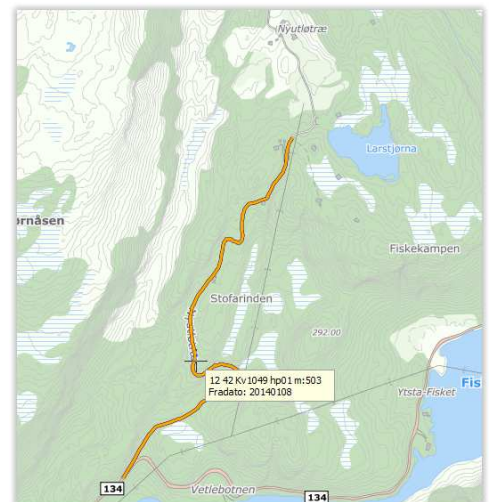 Nyutløtræ
Larstjørna
ørnåsen
Fiskekampen
Stofarinden
292.00
12 42 Kv1049 hp01 m:503
Fradato: 20140108
Fis
Ytsta-Fisket
134
Vetlebotnen
134